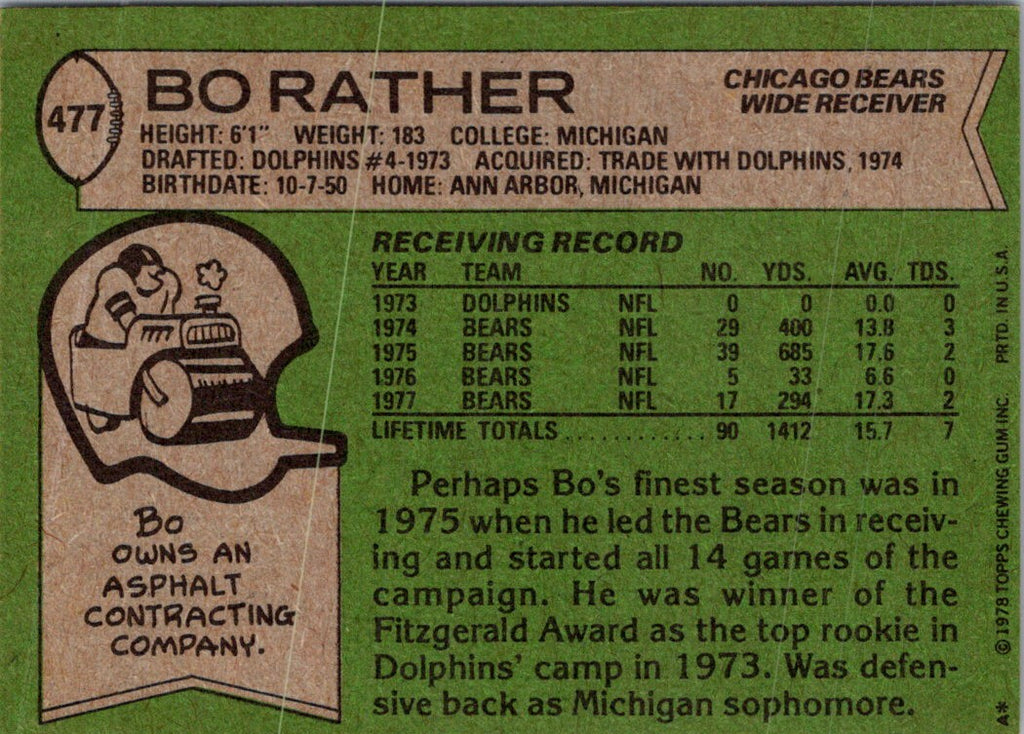 477
BO RATHER
CHICAGO BEARS
WIDE RECEIVER
HEIGHT: 6'1" WEIGHT: 183 COLLEGE: MICHIGAN
DRAFTED: DOLPHINS #4-1973 ACQUIRED: TRADE WITH DOLPHINS, 1974
BIRTHDATE: 10-7-50 HOME: ANN ARBOR, MICHIGAN
RECEIVING RECORD
YEAR TEAM NO. YDS. AVG. TDS.
1973 DOLPHINS NFL 0 0 0.0 0
1974 BEARS NFL 29 400 13.8 3
1975 BEARS NFL 39 685 17.6 2
1976 BEARS NFL 5 33 6.6 0
1977 BEARS NFL 17 294 17.3 2
LIFETIME TOTALS............ 90 1412 15.7 7
Perhaps Bo's finest season was in
1975 when he led the Bears in receiv-
ing and started all 14 games of the
campaign. He was winner of the
Fitzgerald Award as the top rookie in
Dolphins' camp in 1973. Was defen-
sive back as Michigan sophomore.
BO
OWNS AN
ASPHALT
CONTRACTING
COMPANY.
A* ©1978 TOPPS CHEWING GUM INC. PRTD. IN U.S.A.